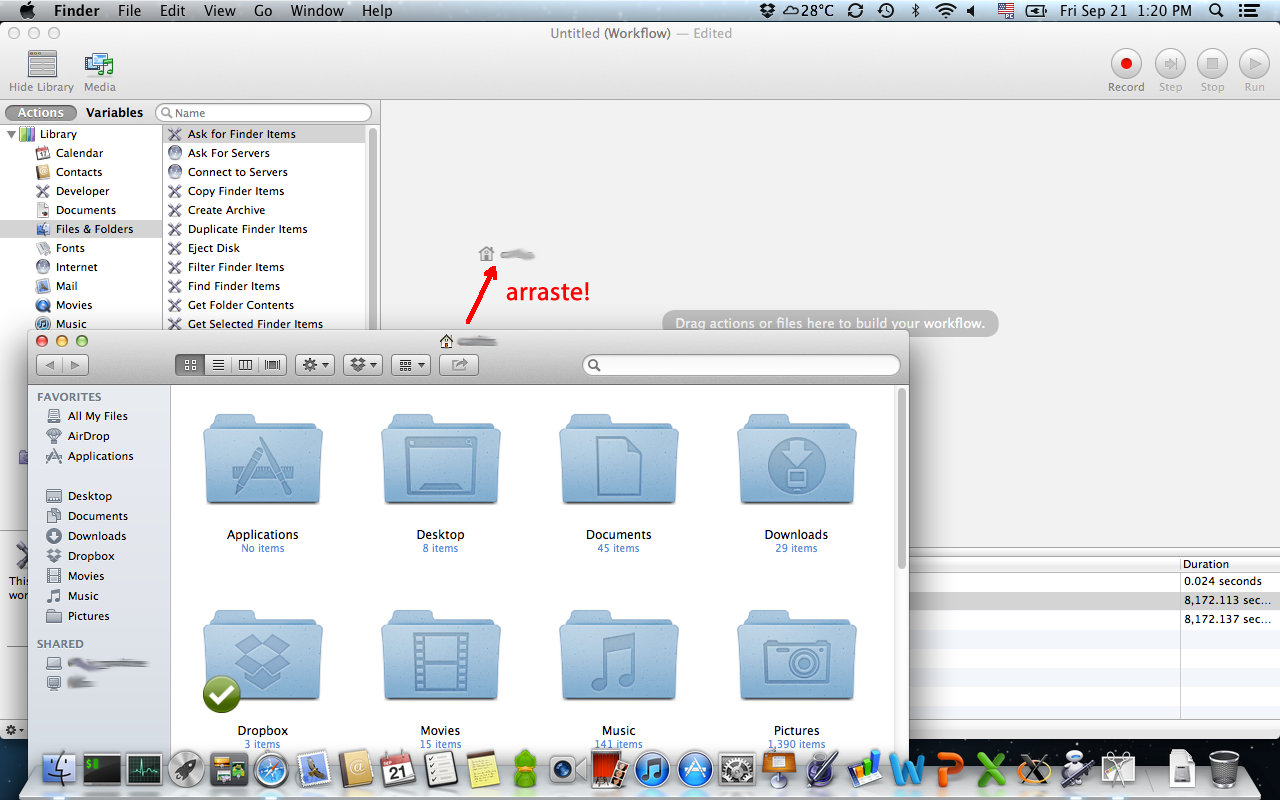 Finder File Edit View Go Window Help 28°C Fri Sep 21 1:20 PM
Untitled (Workflow) — Edited
Hide Library Media Record Step Stop Run
Actions Variables Name
Library
Calendar
Contacts
Developer
Documents
Files & Folders
Fonts
Internet
Mail
Movies
Music
Ask for Finder Items
Ask For Servers
Connect to Servers
Copy Finder Items
Create Archive
Duplicate Finder Items
Eject Disk
Filter Finder Items
Find Finder Items
Get Folder Contents
Get Selected Finder Items
arraste!
Drag actions or files here to build your workflow.
FAVORITES
All My Files
AirDrop
Applications
Desktop
Documents
Downloads
Dropbox
Movies
Music
Pictures
SHARED
Applications
No items
Desktop
8 items
Documents
45 items
Downloads
29 items
Dropbox
3 items
Movies
15 items
Music
141 items
Pictures
1,390 items
This
wor
Duration
0.024 seconds
8,172.113 sec...
8,172.137 sec...
21